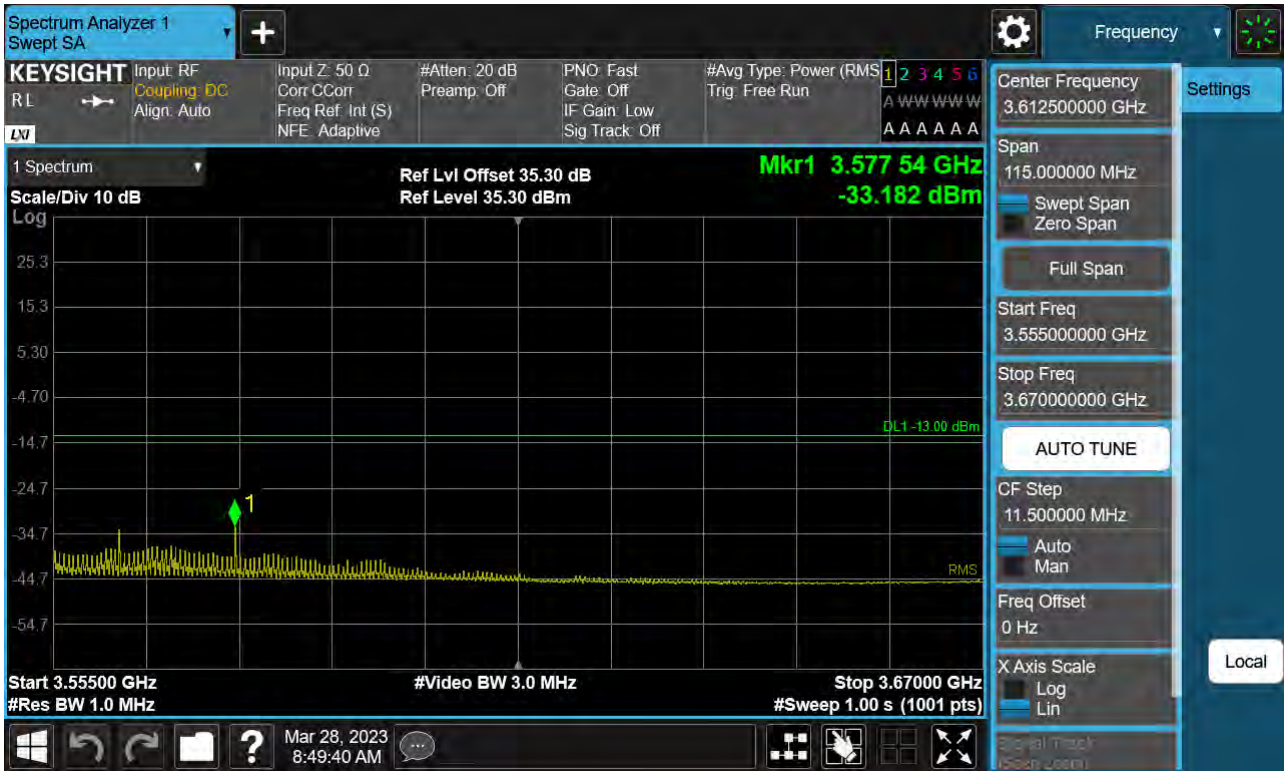 Spectrum Analyzer 1
Swept SA
+
Frequency
KEYSIGHT
RL
LXI
Input: RF
Coupling: DC
Align: Auto
Input Z: 50 Ω
Corr CCorr
Freq Ref: Int (S)
NFE: Adaptive
#Atten: 20 dB
Preamp: Off
PNO: Fast
Gate: Off
IF Gain: Low
Sig Track: Off
#Avg Type: Power (RMS
Trig: Free Run
1 2 3 4 5 6
A W W W W W
A A A A A A
1 Spectrum
Scale/Div 10 dB
Log
Ref Lvl Offset 35.30 dB
Ref Level 35.30 dBm
Mkr1 3.577 54 GHz
-33.182 dBm
25.3
15.3
5.30
-4.70
-14.7
-24.7
-34.7
-44.7
-54.7
DL1 -13.00 dBm
1
RMS
Start 3.55500 GHz
#Res BW 1.0 MHz
#Video BW 3.0 MHz
Stop 3.67000 GHz
#Sweep 1.00 s (1001 pts)
?
Mar 28, 2023
8:49:40 AM
Center Frequency
3.612500000 GHz
Settings
Span
115.000000 MHz
Swept Span
Zero Span
Full Span
Start Freq
3.555000000 GHz
Stop Freq
3.670000000 GHz
AUTO TUNE
CF Step
11.500000 MHz
Auto
Man
Freq Offset
0 Hz
X Axis Scale
Log
Lin
Local
Signal Track
(Span Zoom)